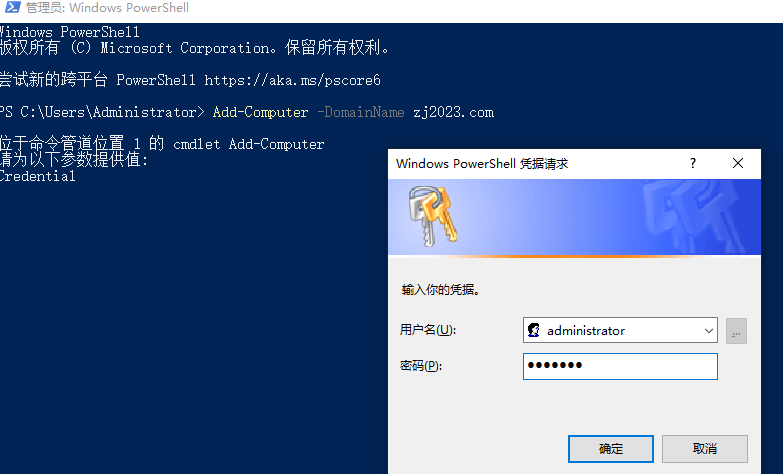 管理员: Windows PowerShell
Windows PowerShell
版权所有 (C) Microsoft Corporation。保留所有权利。
尝试新的跨平台 PowerShell https://aka.ms/pscore6
PS C:\Users\Administrator> Add-Computer -DomainName zj2023.com
位于命令管道位置 1 的 cmdlet Add-Computer
请为以下参数提供值:
Credential
Windows PowerShell 凭据请求
?
输入你的凭据。
用户名(U):
administrator
...
密码(P):
•••••••
确定
取消